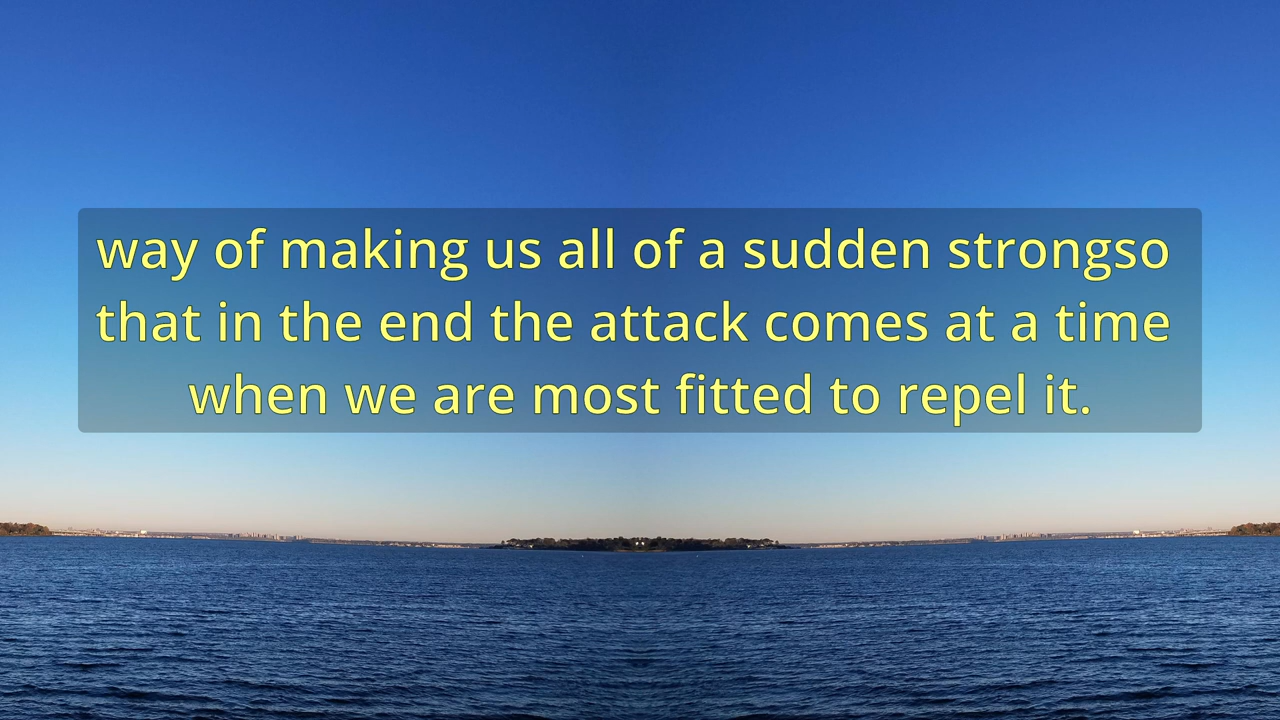 way of making us all of a sudden strongso
that in the end the attack comes at a time
when we are most fitted to repel it.